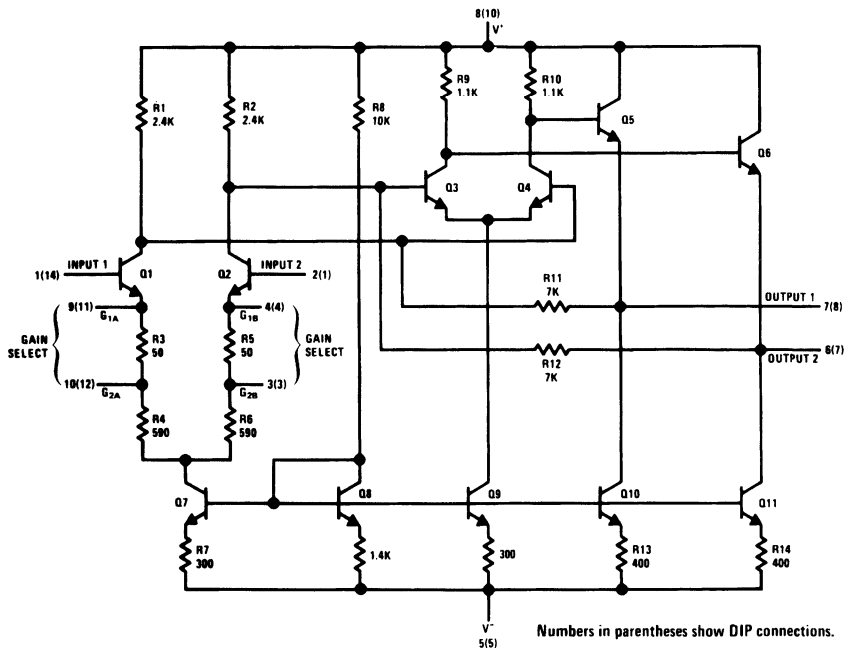 8(10)
V+
R1
2.4K
R2
2.4K
R8
10K
R9
1.1K
R10
1.1K
Q5
Q6
Q3
Q4
INPUT 1
1(14)
Q1
Q2
INPUT 2
2(1)
9(11)
G1A
4(4)
G1B
GAIN
SELECT
R3
50
R5
50
GAIN
SELECT
10(12)
G2A
3(3)
G2B
R4
590
R6
590
R11
7K
OUTPUT 1
7(8)
R12
7K
OUTPUT 2
6(7)
Q7
Q8
Q9
Q10
Q11
R7
300
1.4K
300
R13
400
R14
400
V-
5(5)
Numbers in parentheses show DIP connections.